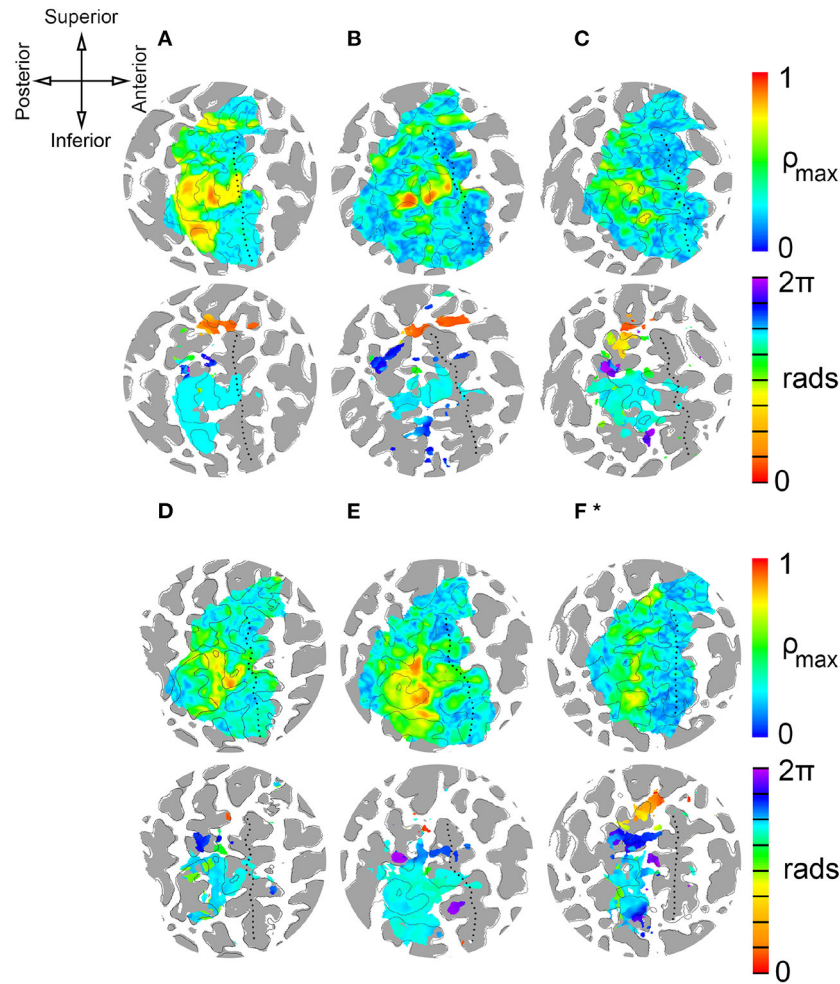 Superior
Posterior
Anterior
Inferior
A
B
C
1
ρmax
0
2π
rads
0
D
E
F *
1
ρmax
0
2π
rads
0